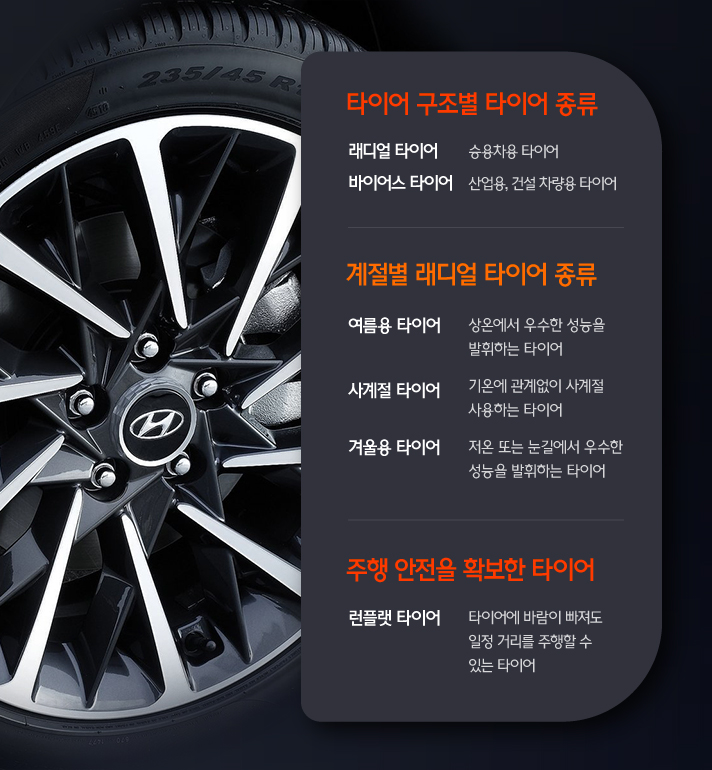 235/45 R
타이어 구조별 타이어 종류
래디얼 타이어 승용차용 타이어
바이어스 타이어 산업용, 건설 차량용 타이어
계절별 래디얼 타이어 종류
여름용 타이어 상온에서 우수한 성능을
발휘하는 타이어
사계절 타이어 기온에 관계없이 사계절
사용하는 타이어
겨울용 타이어 저온 또는 눈길에서 우수한
성능을 발휘하는 타이어
주행 안전을 확보한 타이어
런플랫 타이어 타이어에 바람이 빠져도
일정 거리를 주행할 수
있는 타이어